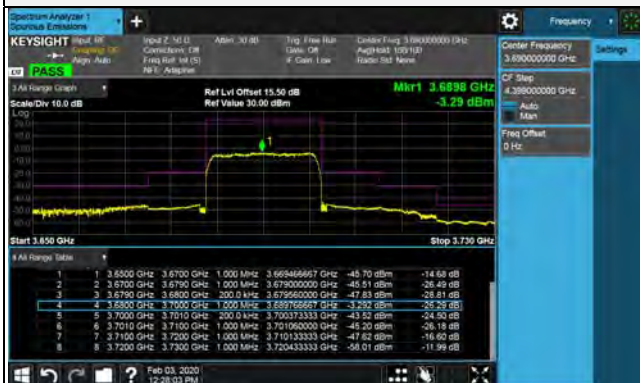 Spectrum Analyzer 1
Spurious Emissions
+
Frequency
KEYSIGHT Input: RF
Input Z: 50 Ω
Atten: 30 dB
Trig: Free Run
Center Freq: 3.690000000 GHz
Corrections: Off
Gate: Off
Avg|Hold: 100/100
Align: Auto
Freq Ref: Int (S)
IF Gain: Low
Radio Std: None
NFE: Adaptive
PASS
Center Frequency
3.690000000 GHz
Settings
CF Step
4.399000000 GHz
Auto
Man
Freq Offset
0 Hz
3 All Range Graph
Ref Lvl Offset 15.50 dB
Mkr1 3.6898 GHz
Scale/Div 10.0 dB
Ref Value 30.00 dBm
-3.29 dBm
Log
1
Start 3.650 GHz
Stop 3.730 GHz
All Range Table
1 1 3.6500 GHz 3.6700 GHz 1.000 MHz 3.669466667 GHz -45.70 dBm -14.68 dB
2 2 3.6700 GHz 3.6790 GHz 1.000 MHz 3.679000000 GHz -45.51 dBm -26.49 dB
3 3 3.6790 GHz 3.6800 GHz 200.0 kHz 3.679560000 GHz -47.83 dBm -28.81 dB
4 4 3.6800 GHz 3.7000 GHz 3.689766667 GHz -3.292 dBm -26.29 dB
5 5 3.7000 GHz 3.7010 GHz 200.0 kHz 3.700373333 GHz -43.52 dBm -24.50 dB
6 6 3.7010 GHz 3.7100 GHz 1.000 MHz 3.701060000 GHz -45.20 dBm -26.18 dB
7 7 3.7100 GHz 3.7200 GHz 1.000 MHz 3.710133333 GHz -47.62 dBm -16.60 dB
8 8 3.7200 GHz 3.7300 GHz 1.000 MHz 3.720433333 GHz -58.01 dBm -11.99 dB
?
Feb 03, 2020
12:28:03 PM